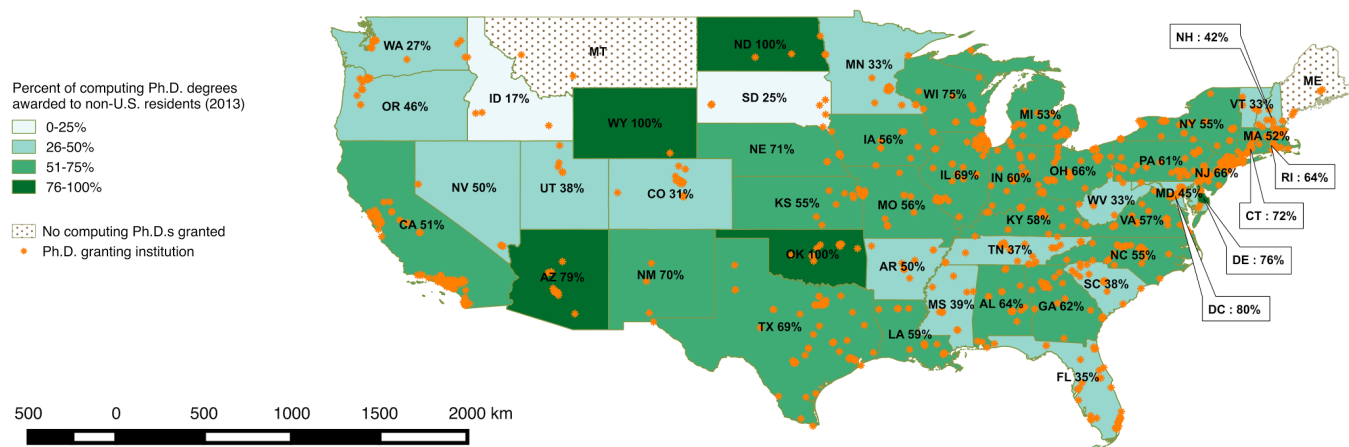 Percent of computing Ph.D. degrees
awarded to non-U.S. residents (2013)
0-25%
26-50%
51-75%
76-100%
No computing Ph.D.s granted
Ph.D. granting institution
500 0 500 1000 1500 2000 km
WA 27%
OR 46%
ID 17%
MT
ND 100%
SD 25%
MN 33%
WI 75%
MI 53%
WY 100%
NE 71%
IA 56%
NV 50%
UT 38%
CO 31%
KS 55%
MO 56%
IL 69%
IN 60%
OH 66%
KY 58%
WV 33%
VA 57%
MD 45%
PA 61%
NJ 66%
NY 55%
VT 33%
ME
MA 52%
NH : 42%
RI : 64%
CT : 72%
DE : 76%
DC : 80%
CA 51%
AZ 79%
NM 70%
OK 100%
AR 50%
TN 37%
NC 55%
SC 38%
MS 39%
AL 64%
GA 62%
TX 69%
LA 59%
FL 35%